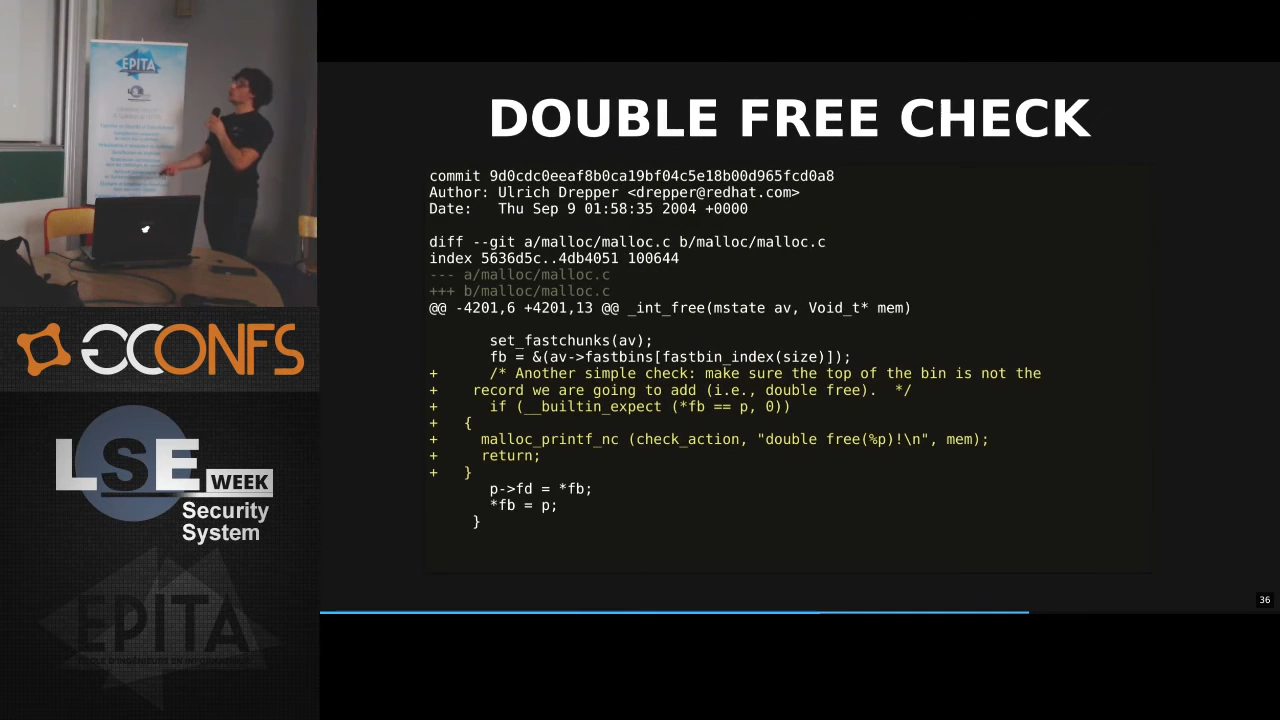 EPITA
DOUBLE FREE CHECK
commit 9d0cdc0eeaf8b0ca19bf04c5e18b00d965fcd0a8
Author: Ulrich Drepper <drepper@redhat.com>
Date:   Thu Sep 9 01:58:35 2004 +0000
diff --git a/malloc/malloc.c b/malloc/malloc.c
index 5636d5c..4db4051 100644
--- a/malloc/malloc.c
+++ b/malloc/malloc.c
@@ -4201,6 +4201,13 @@ _int_free(mstate av, Void_t* mem)
set_fastchunks(av);
fb = &(av->fastbins[fastbin_index(size)]);
+      /* Another simple check: make sure the top of the bin is not the
+    record we are going to add (i.e., double free).  */
+      if (__builtin_expect (*fb == p, 0))
+   {
+     malloc_printf_nc (check_action, "double free(%p)!\n", mem);
+     return;
+   }
p->fd = *fb;
*fb = p;
}
36
GCONFS
LSE WEEK
Security
System
EPITA